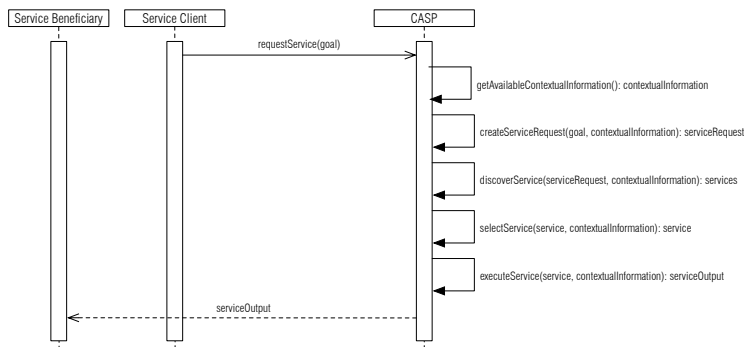 Service Beneficiary
Service Client
CASP
requestService(goal)
getAvailableContextualInformation(): contextualInformation
createServiceRequest(goal, contextualInformation): serviceRequest
discoverService(serviceRequest, contextualInformation): services
selectService(service, contextualInformation): service
executeService(service, contextualInformation): serviceOutput
serviceOutput